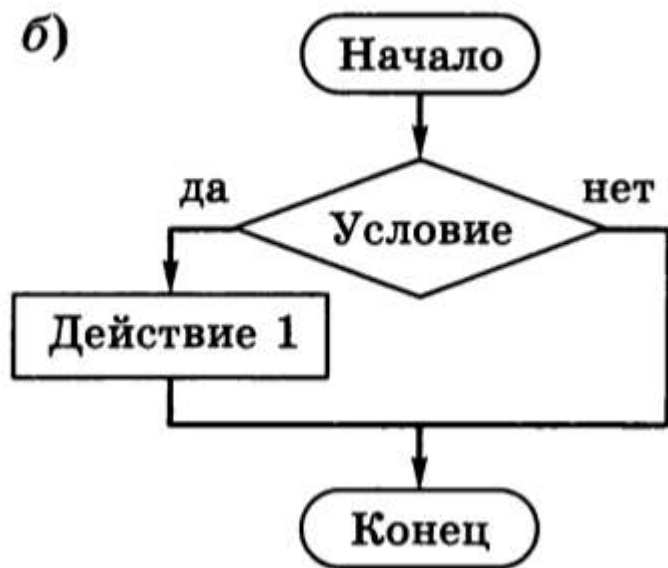 б)
Начало
да
нет
Условие
Действие 1
Конец